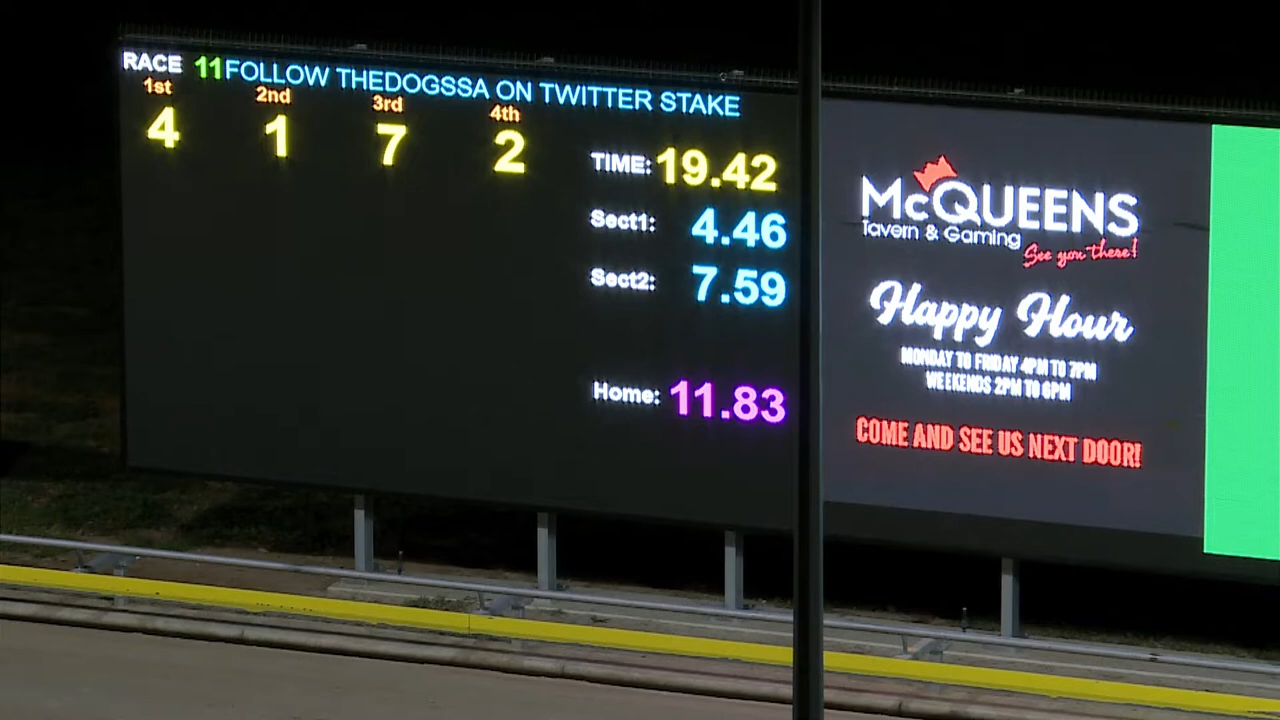 RACE 11FOLLOW THEDOGSSA ON TWITTER STAKE
1st 2nd 3rd 4th
4 1 7 2
TIME: 19.42
Sect1: 4.46
Sect2: 7.59
Home: 11.83
McQUEENS
Tavern & Gaming
See you there!
Happy Hour
MONDAY TO FRIDAY 4PM TO 7PM
WEEKENDS 2PM TO 6PM
COME AND SEE US NEXT DOOR!